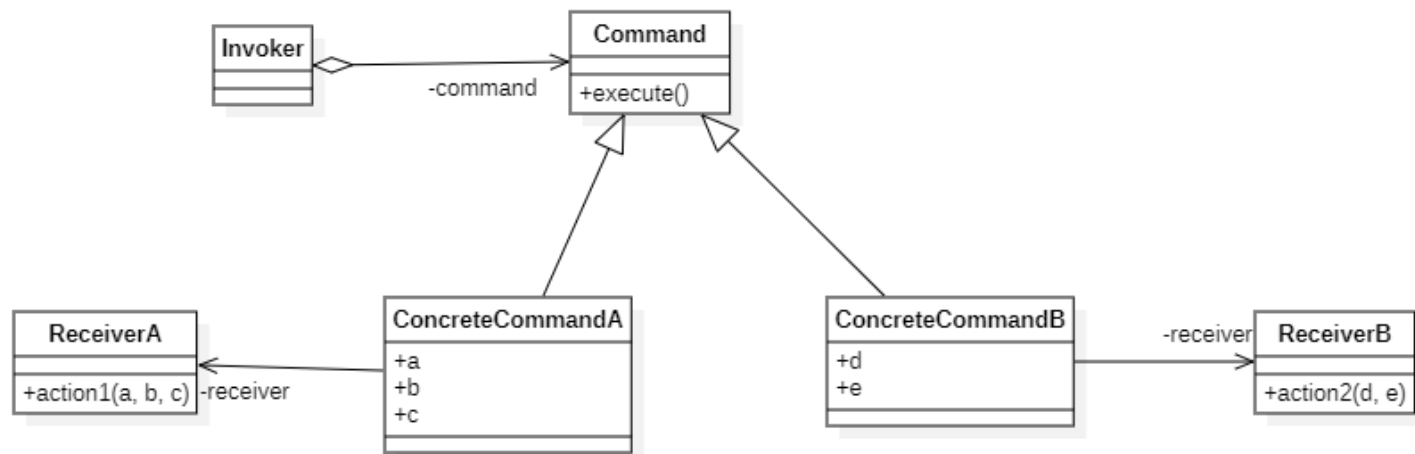 Invoker
-command
Command
+execute()
ReceiverA
+action1(a, b, c)
-receiver
ConcreteCommandA
+a
+b
+c
ConcreteCommandB
+d
+e
-receiver
ReceiverB
+action2(d, e)